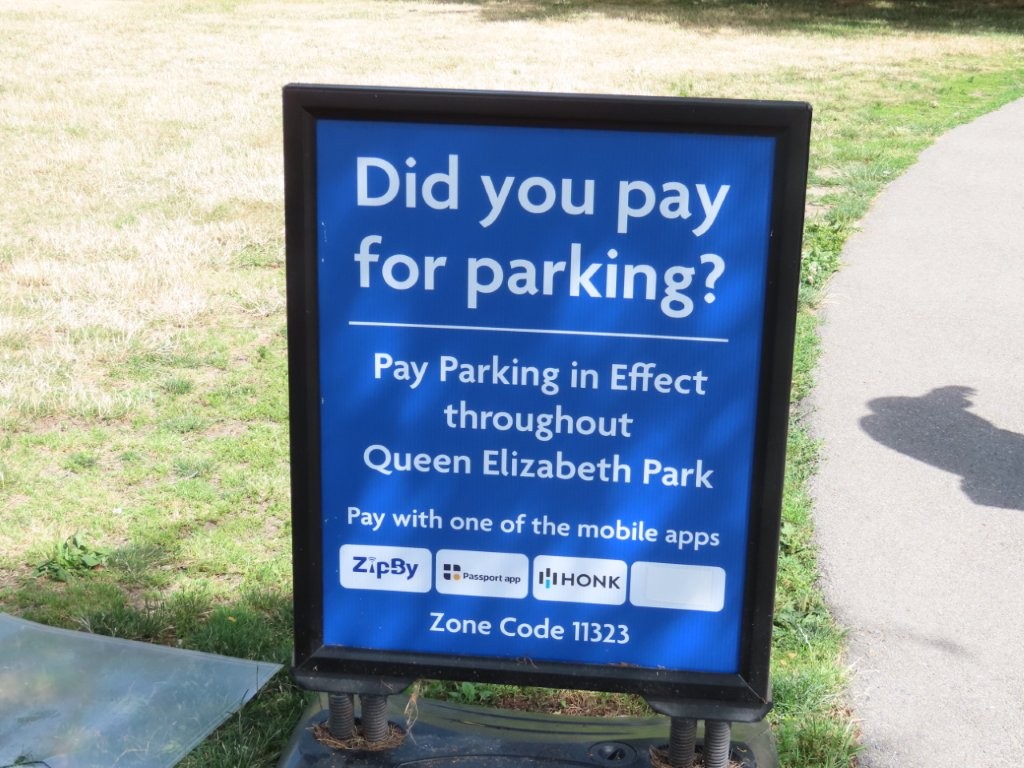 Did you pay
for parking?
Pay Parking in Effect
throughout
Queen Elizabeth Park
Pay with one of the mobile apps
ZipBy Passport app HONK
Zone Code 11323